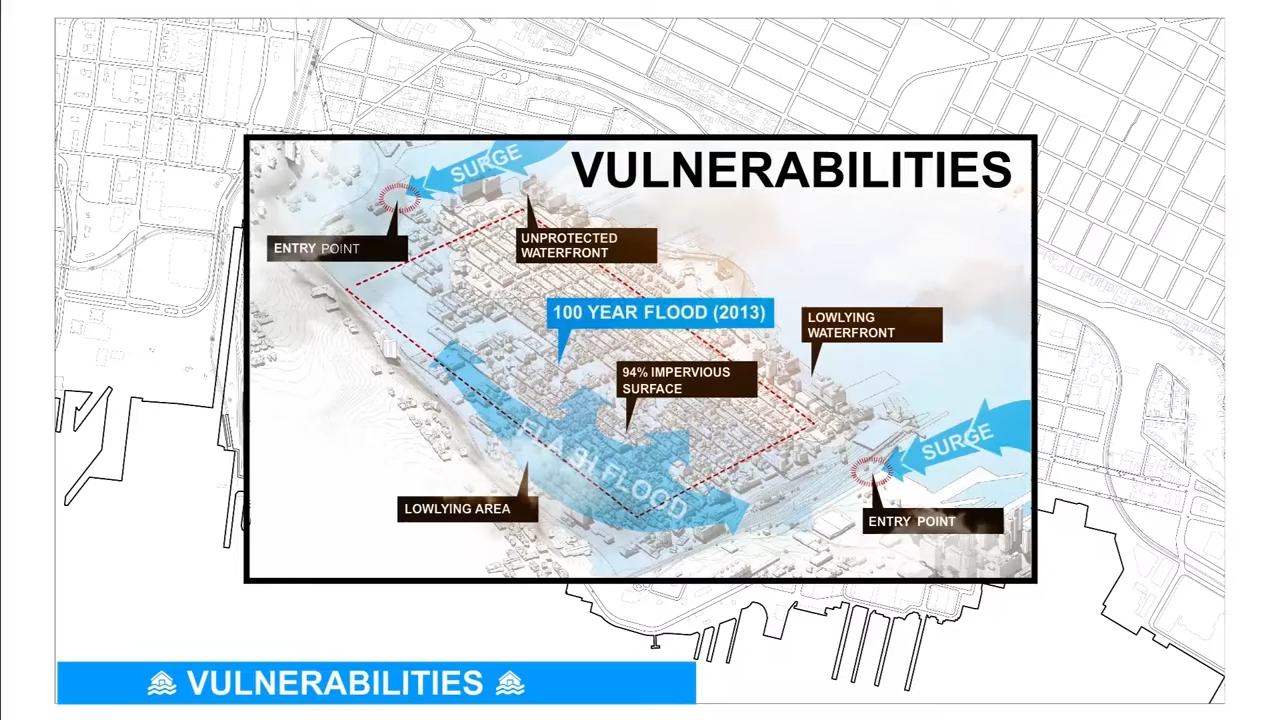 SURGE
VULNERABILITIES
ENTRY POINT
UNPROTECTED
WATERFRONT
100 YEAR FLOOD (2013)
LOWLYING
WATERFRONT
94% IMPERVIOUS
SURFACE
SURGE
FLOOD
LOWLYING AREA
ENTRY POINT
VULNERABILITIES